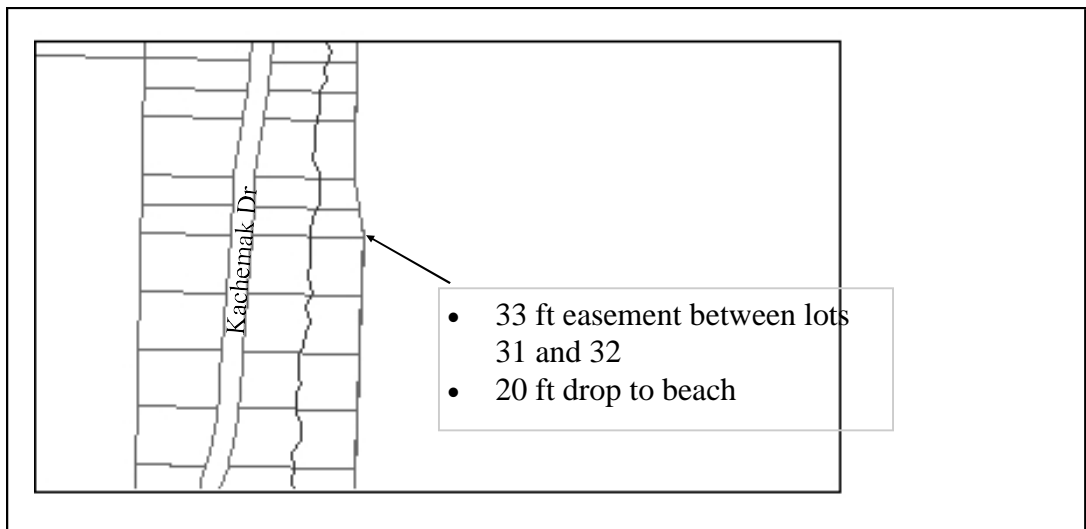 Kachemak Dr
• 33 ft easement between lots
31 and 32
• 20 ft drop to beach